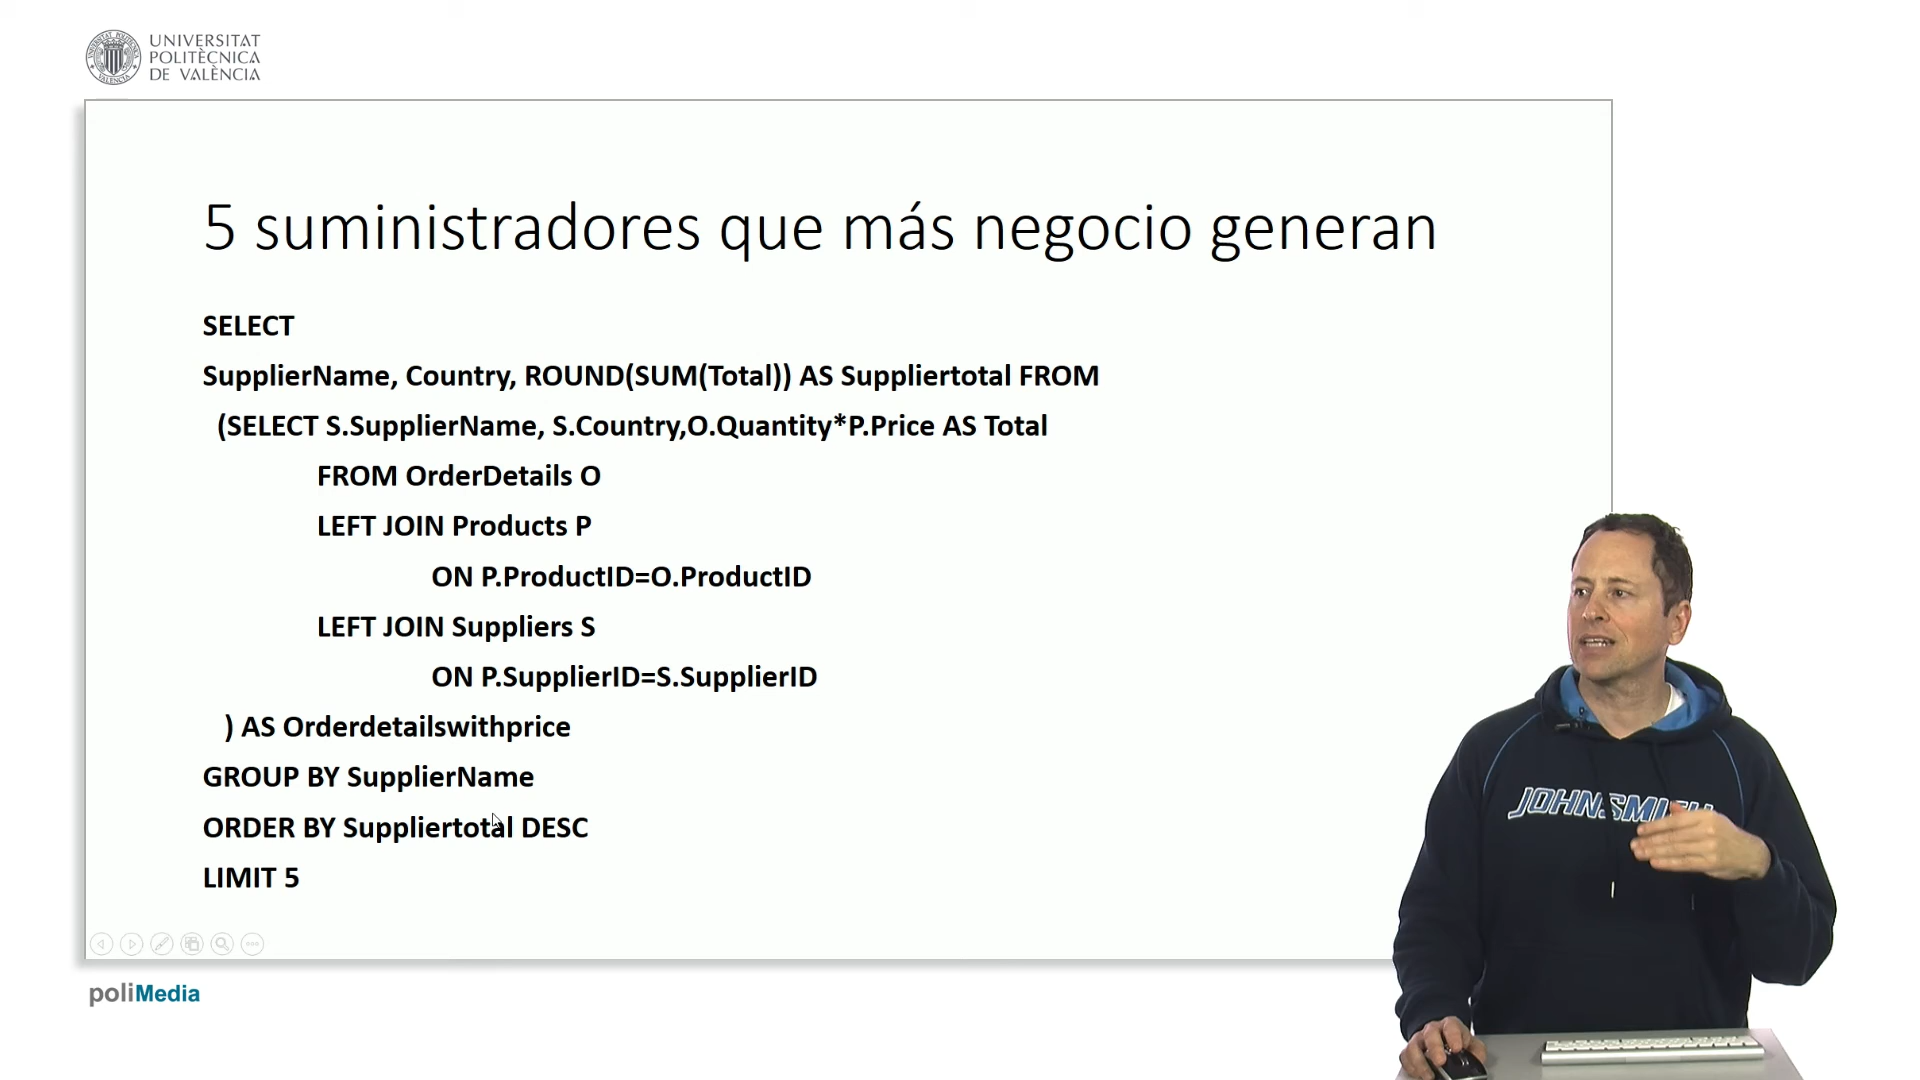 UNIVERSITAT
POLITÈCNICA
DE VALÈNCIA
5 suministradores que más negocio generan
SELECT
SupplierName, Country, ROUND(SUM(Total)) AS Suppliertotal FROM
(SELECT S.SupplierName, S.Country,O.Quantity*P.Price AS Total
FROM OrderDetails O
LEFT JOIN Products P
ON P.ProductID=O.ProductID
LEFT JOIN Suppliers S
ON P.SupplierID=S.SupplierID
) AS Orderdetailswithprice
GROUP BY SupplierName
ORDER BY Suppliertotal DESC
LIMIT 5
JOHNSMITH
poliMedia